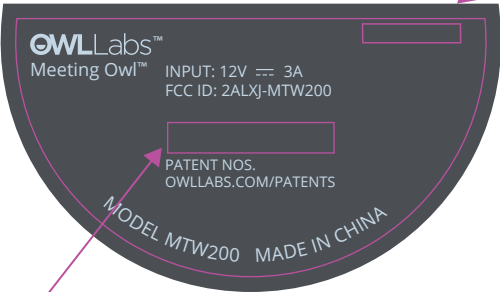 OWLLabs™
Meeting Owl™
INPUT: 12V ⎓ 3A
FCC ID: 2ALXJ-MTW200
PATENT NOS.
OWLLABS.COM/PATENTS
MODEL MTW200 MADE IN CHINA